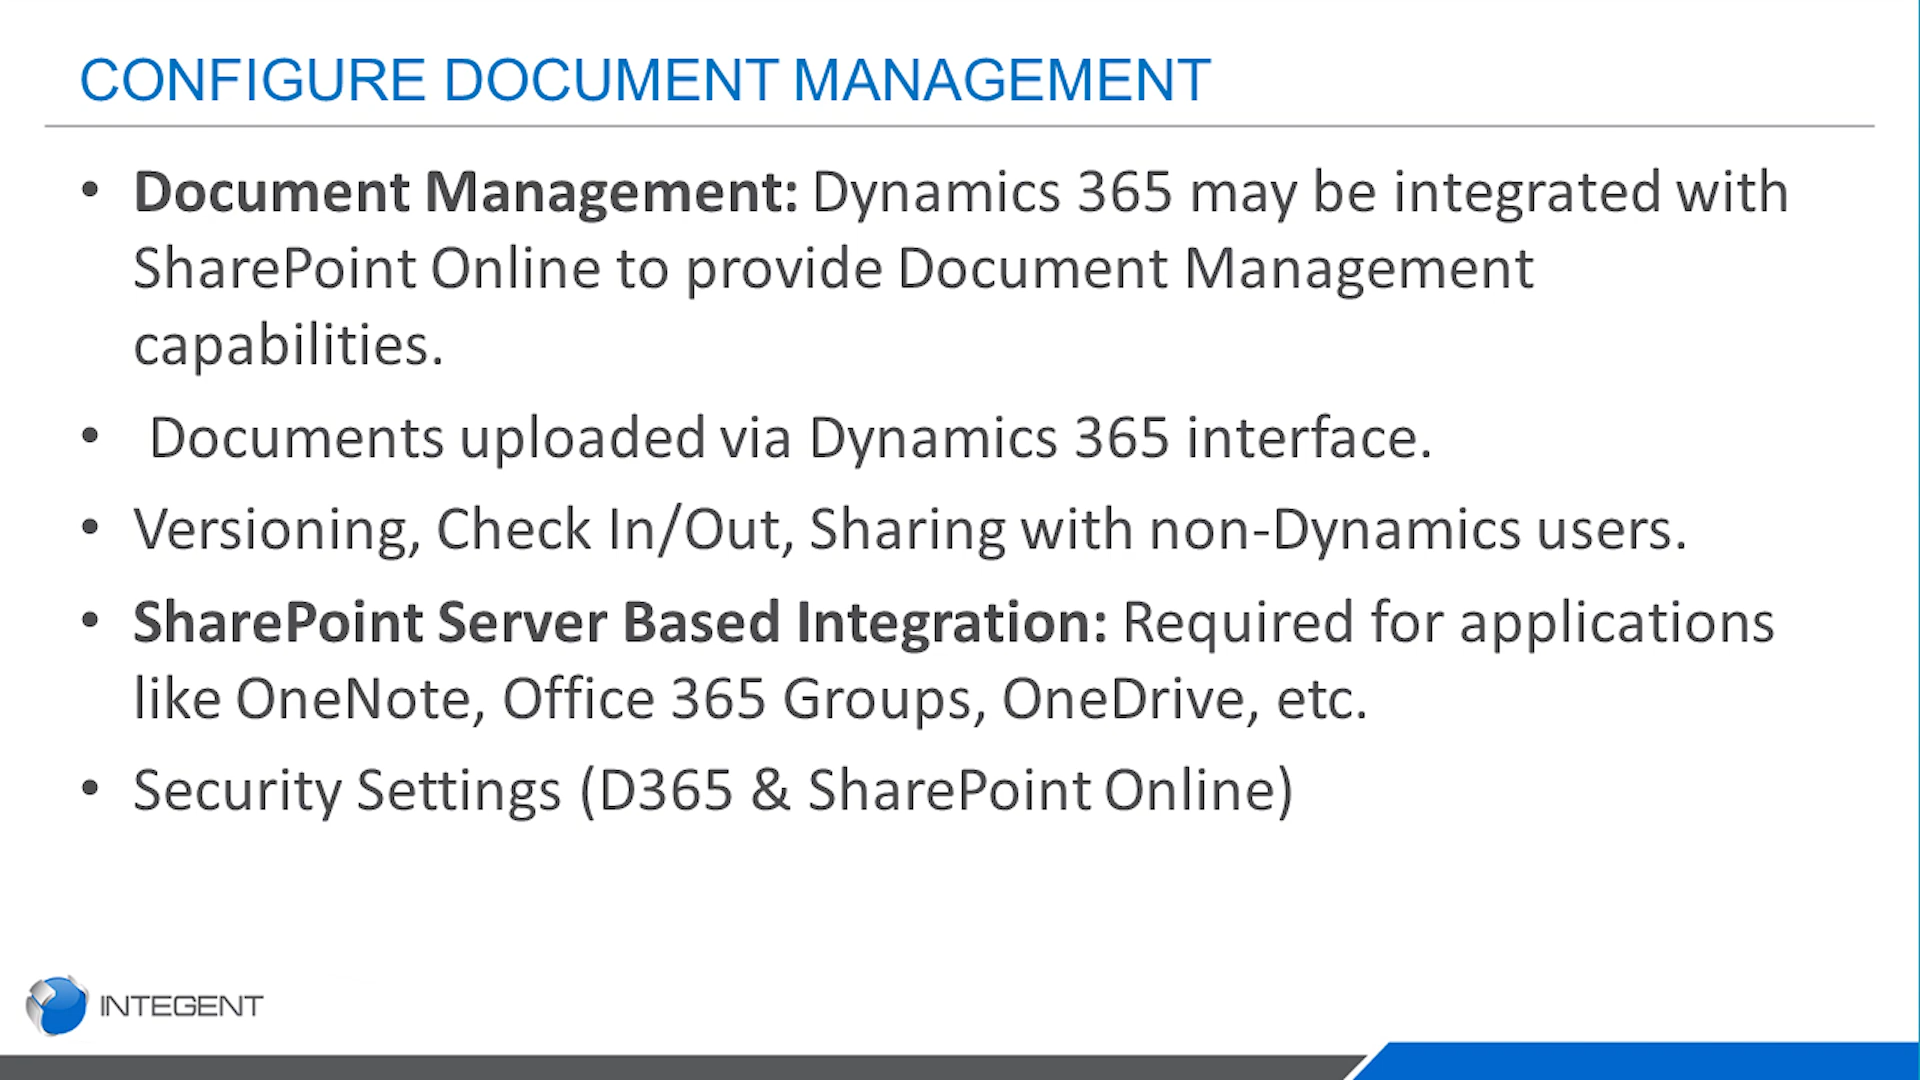 CONFIGURE DOCUMENT MANAGEMENT
• Document Management: Dynamics 365 may be integrated with
SharePoint Online to provide Document Management
capabilities.
• Documents uploaded via Dynamics 365 interface.
• Versioning, Check In/Out, Sharing with non-Dynamics users.
• SharePoint Server Based Integration: Required for applications
like OneNote, Office 365 Groups, OneDrive, etc.
• Security Settings (D365 & SharePoint Online)
INTEGENT